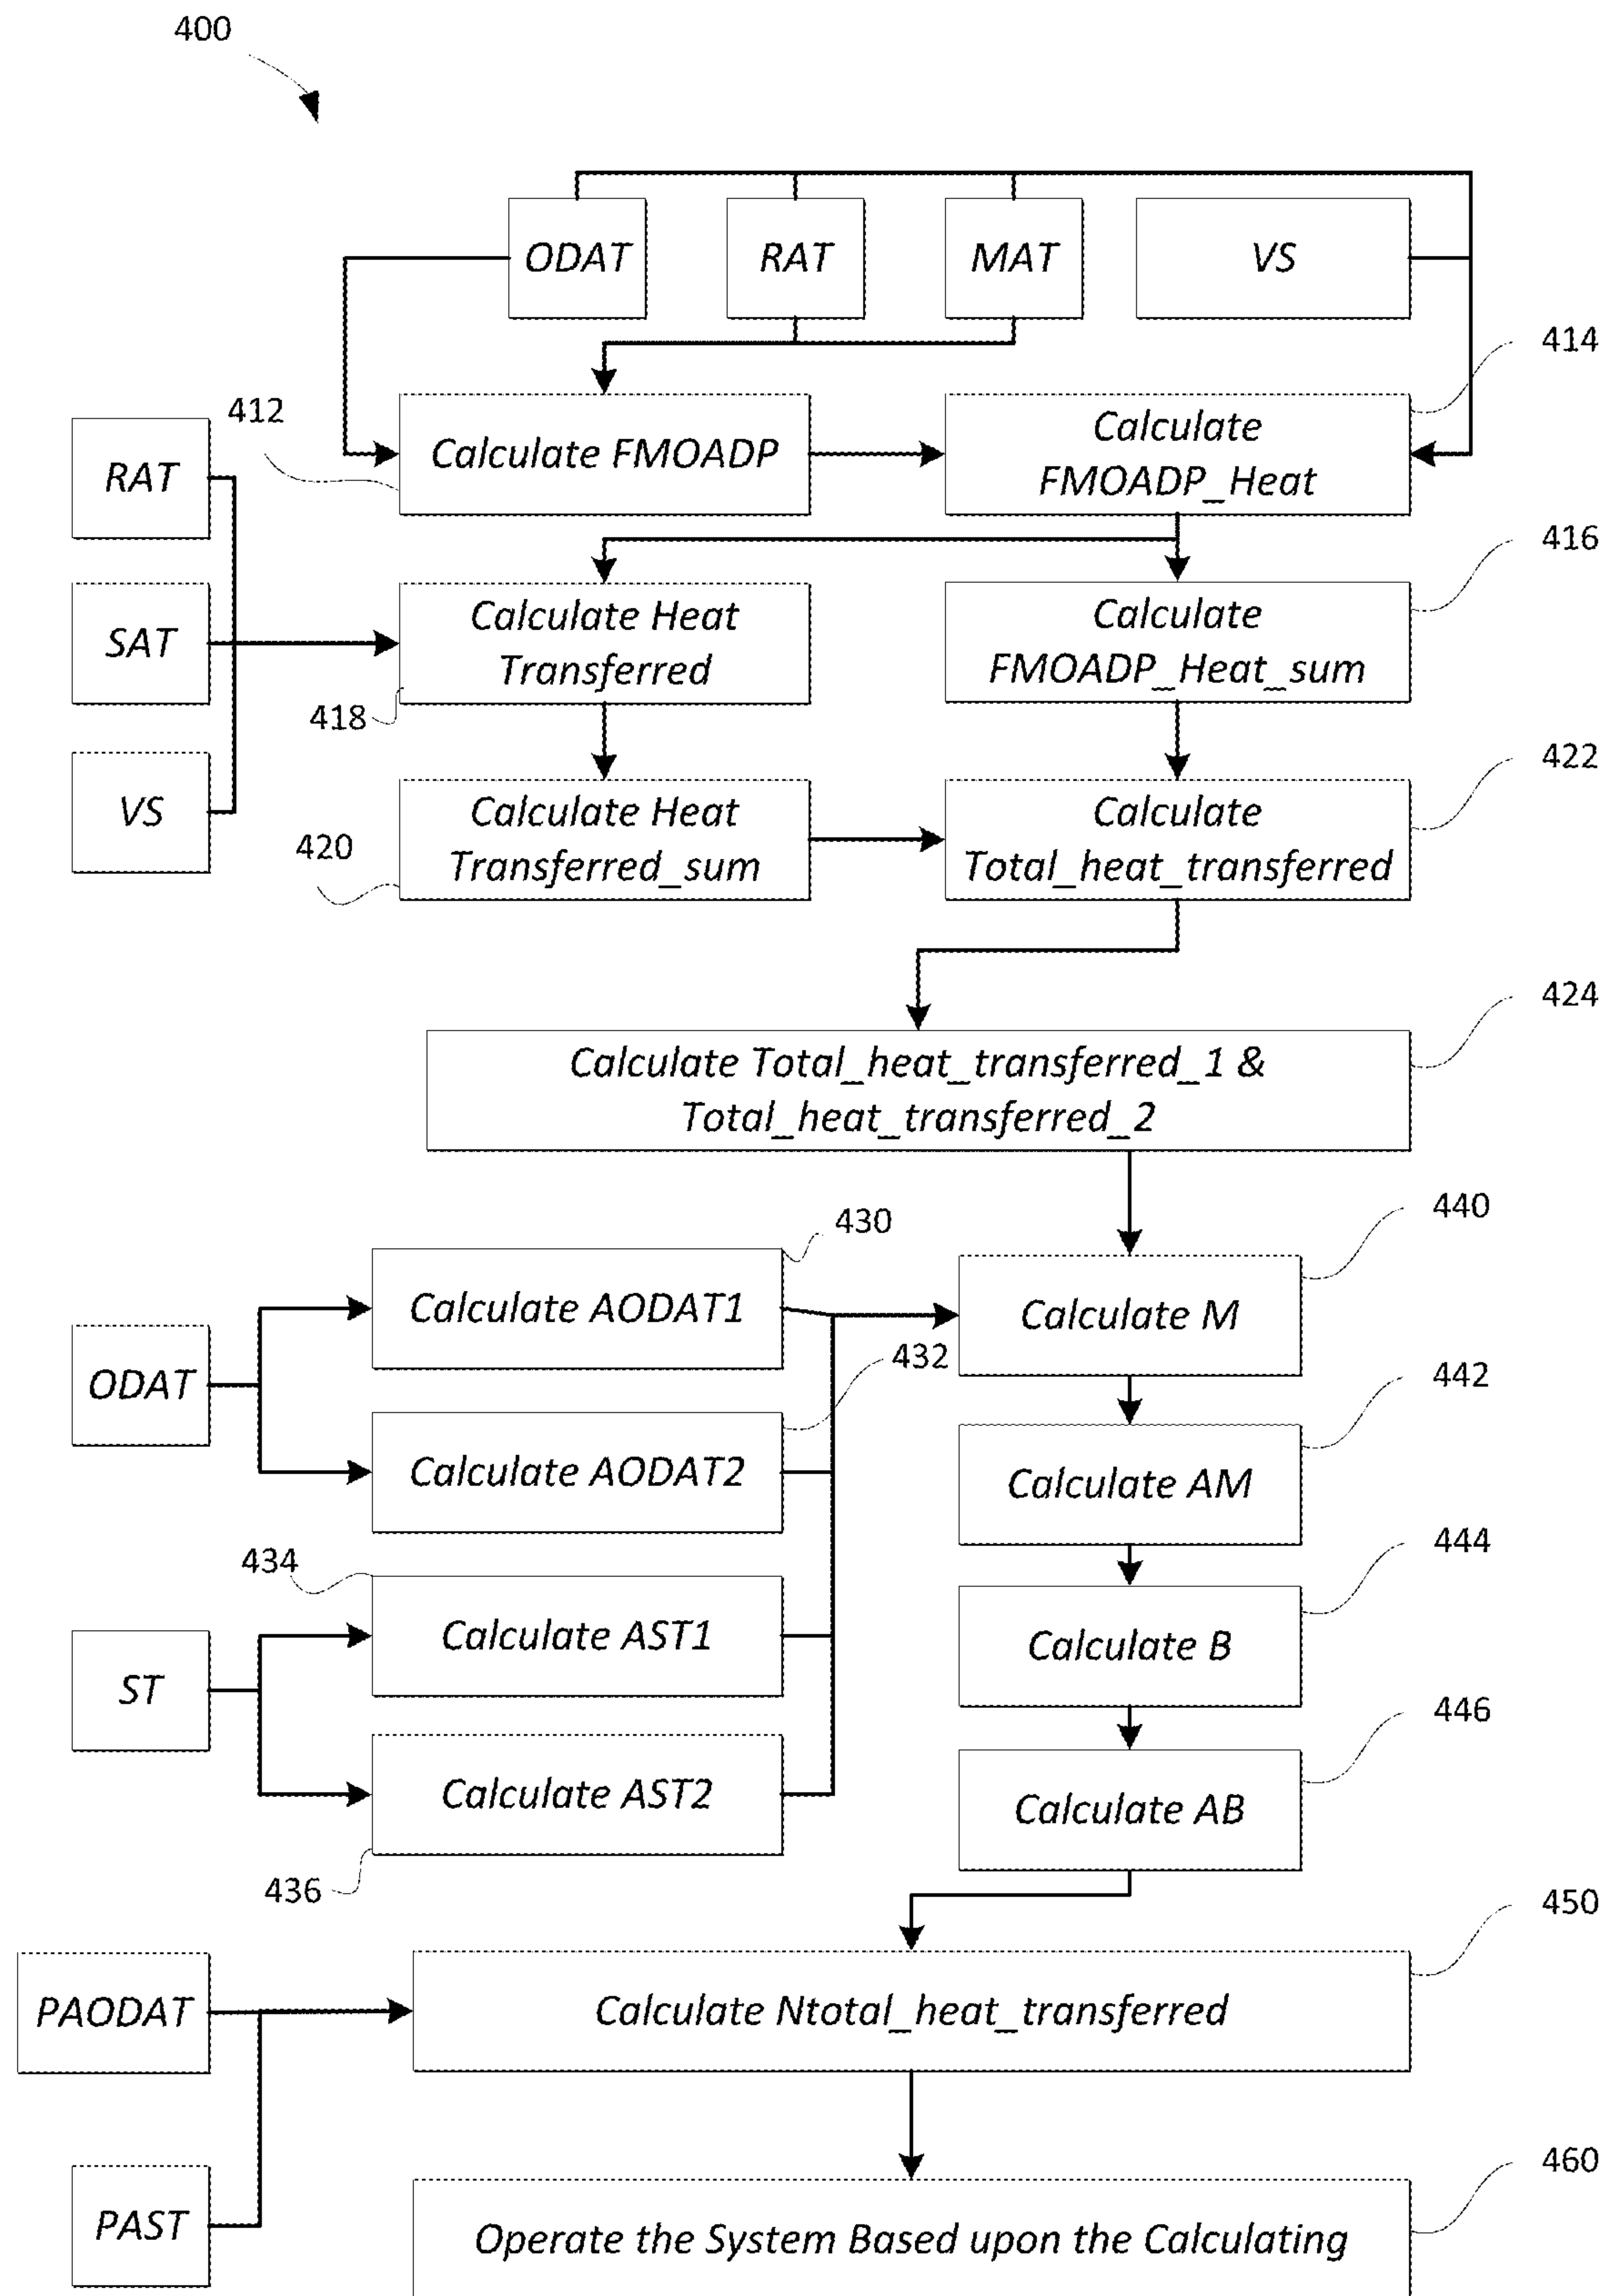 400
ODAT
RAT
MAT
VS
414
412
Calculate FMOADP
Calculate
FMOADP_Heat
RAT
416
SAT
Calculate Heat
Transferred
Calculate
FMOADP_Heat_sum
418
422
VS
Calculate Heat
Transferred_sum
Calculate
Total_heat_transferred
420
424
Calculate Total_heat_transferred_1 &
Total_heat_transferred_2
440
430
Calculate AODAT1
Calculate M
432
ODAT
442
Calculate AODAT2
Calculate AM
444
434
Calculate AST1
Calculate B
ST
446
Calculate AST2
Calculate AB
436
450
PAODAT
Calculate Ntotal_heat_transferred
460
PAST
Operate the System Based upon the Calculating